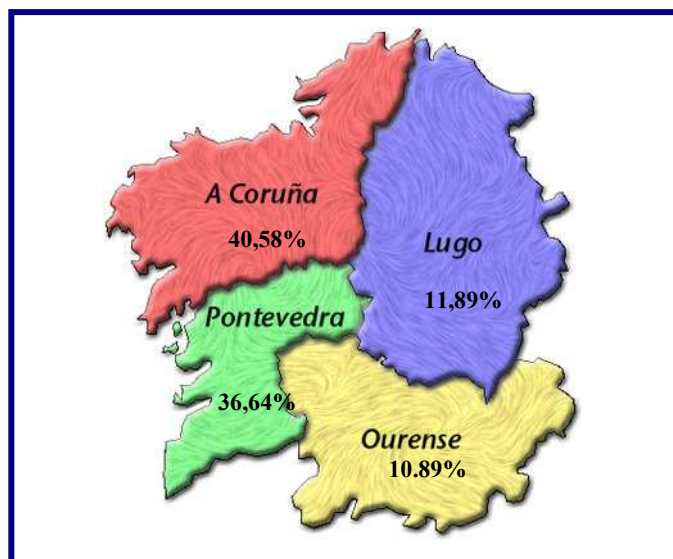 A Coruña
40,58%
Lugo
11,89%
Pontevedra
36,64%
Ourense
10.89%